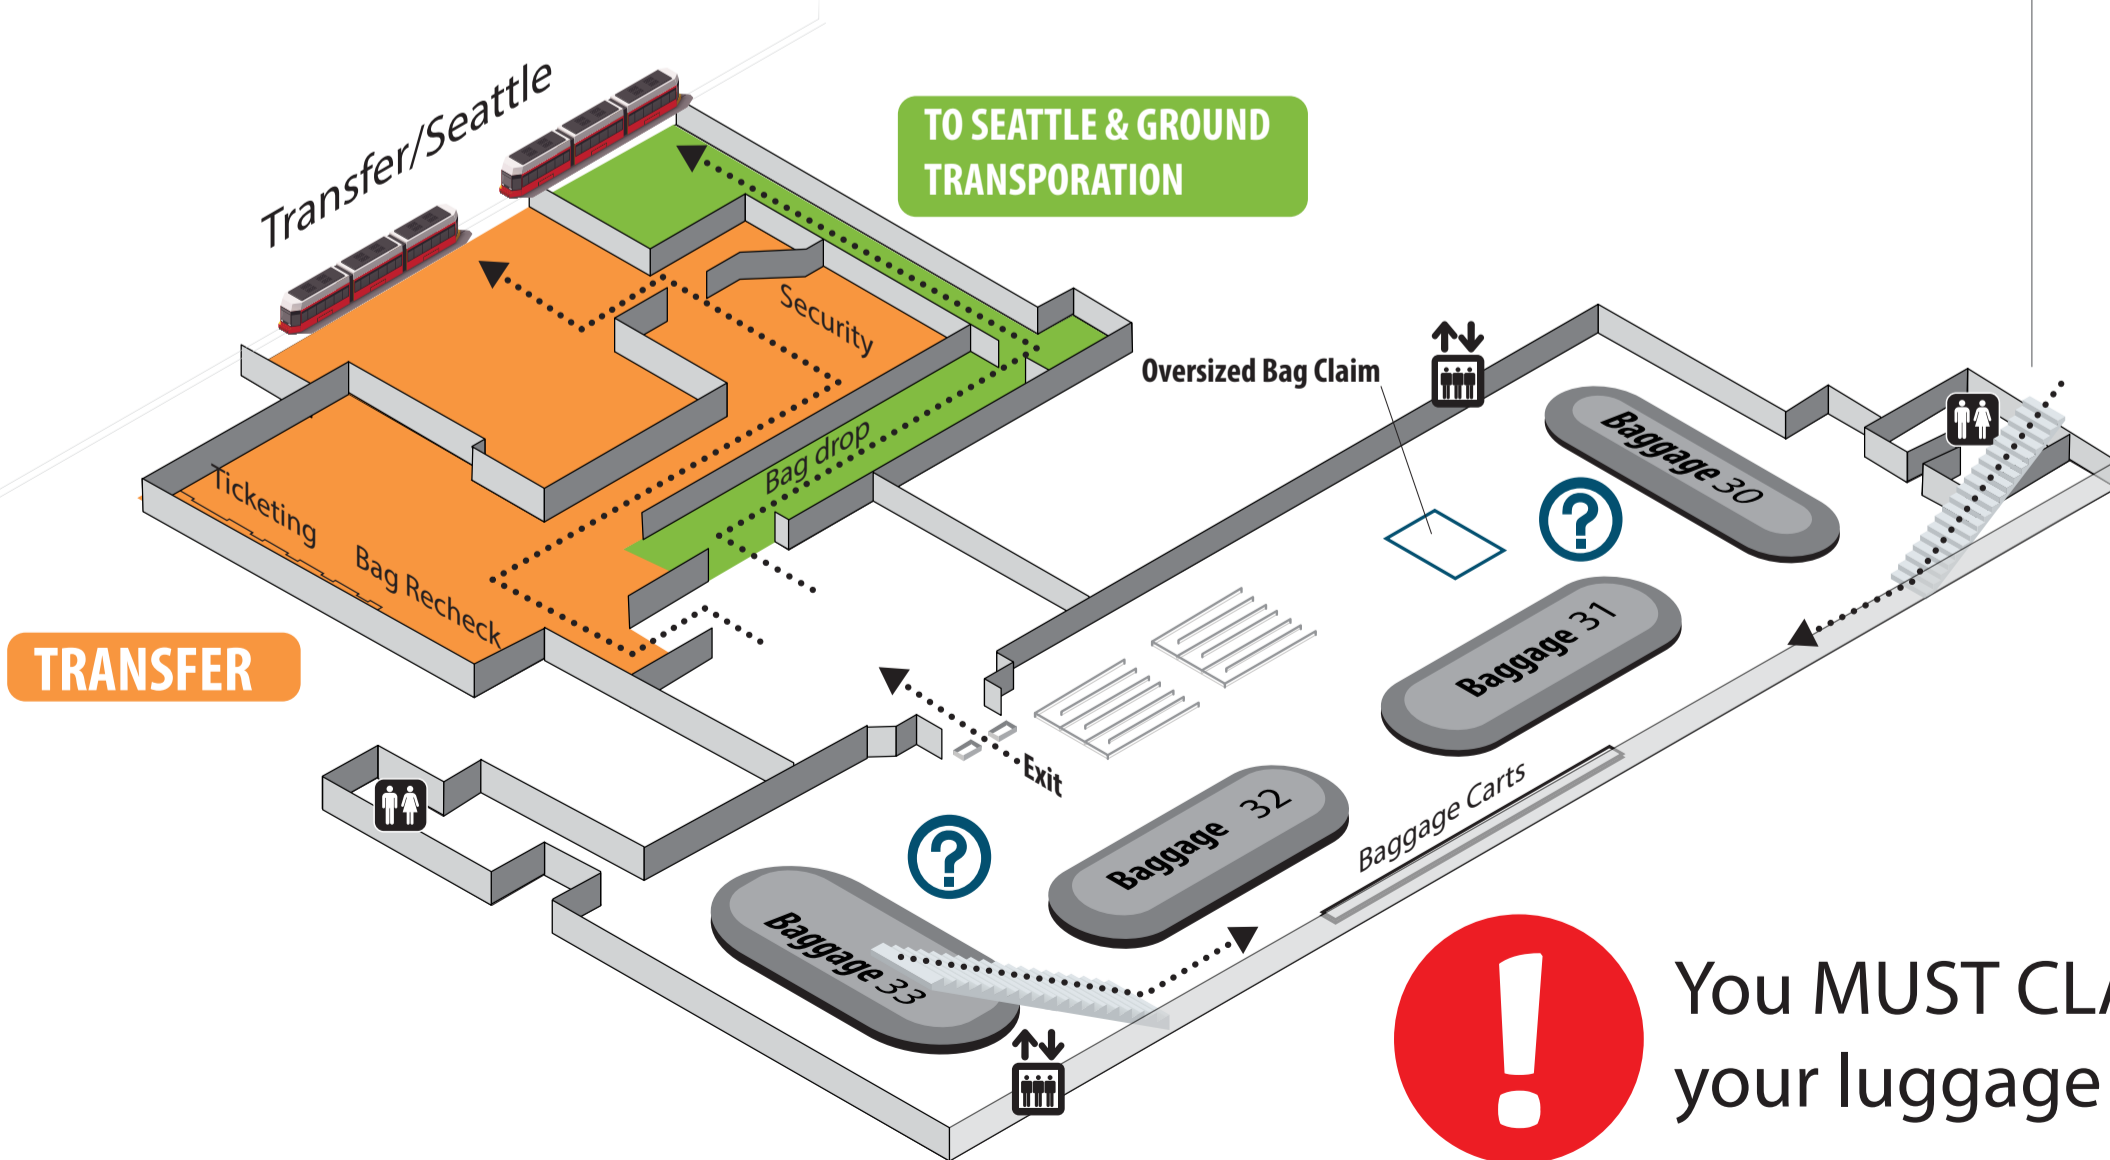 Transfer/Seattle
TO SEATTLE & GROUND
TRANSPORATION
Security
Oversized Bag Claim
Baggage 30
Bag drop
Ticketing
Bag Recheck
TRANSFER
Baggage 31
Exit
Baggage 32
Baggage Carts
Baggage 33
You MUST CLA
your luggage